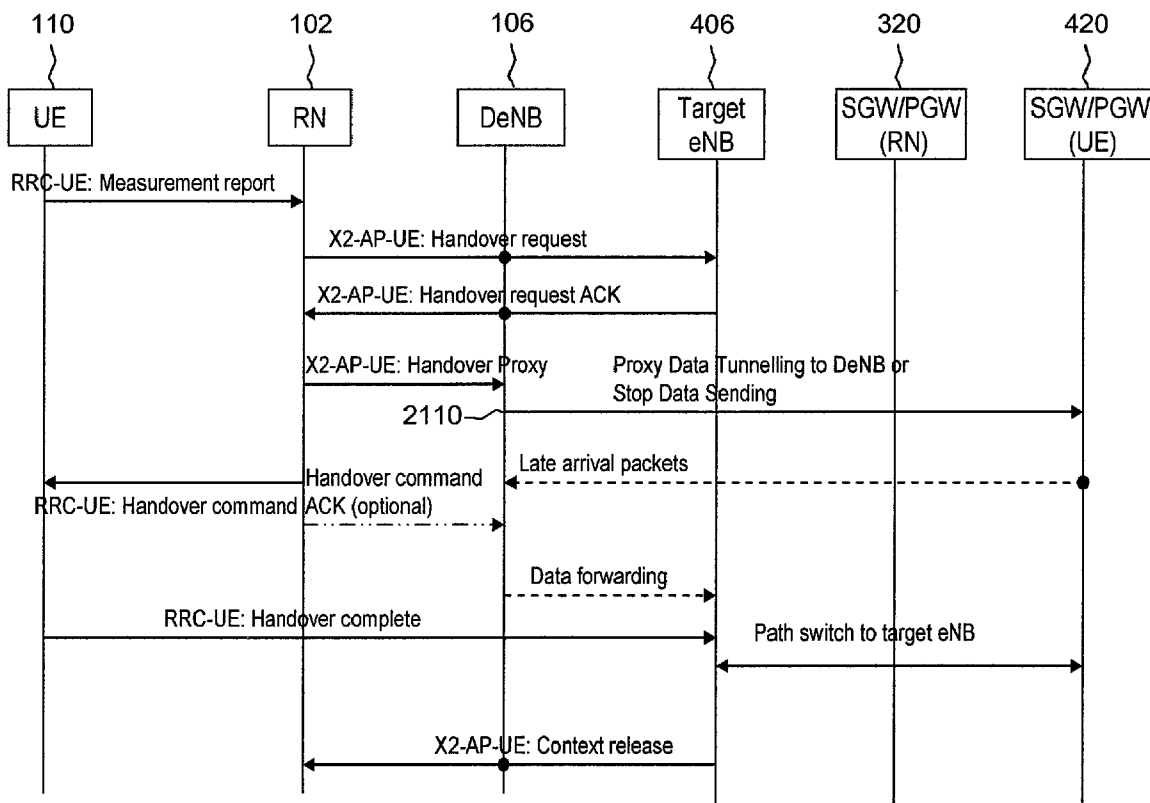 110 102 106 406 320 420
UE RN DeNB Target eNB SGW/PGW (RN) SGW/PGW (UE)
RRC-UE: Measurement report
X2-AP-UE: Handover request
X2-AP-UE: Handover request ACK
X2-AP-UE: Handover Proxy
Proxy Data Tunnelling to DeNB or
Stop Data Sending
2110
Late arrival packets
Handover command
RRC-UE: Handover command ACK (optional)
Data forwarding
RRC-UE: Handover complete
Path switch to target eNB
X2-AP-UE: Context release